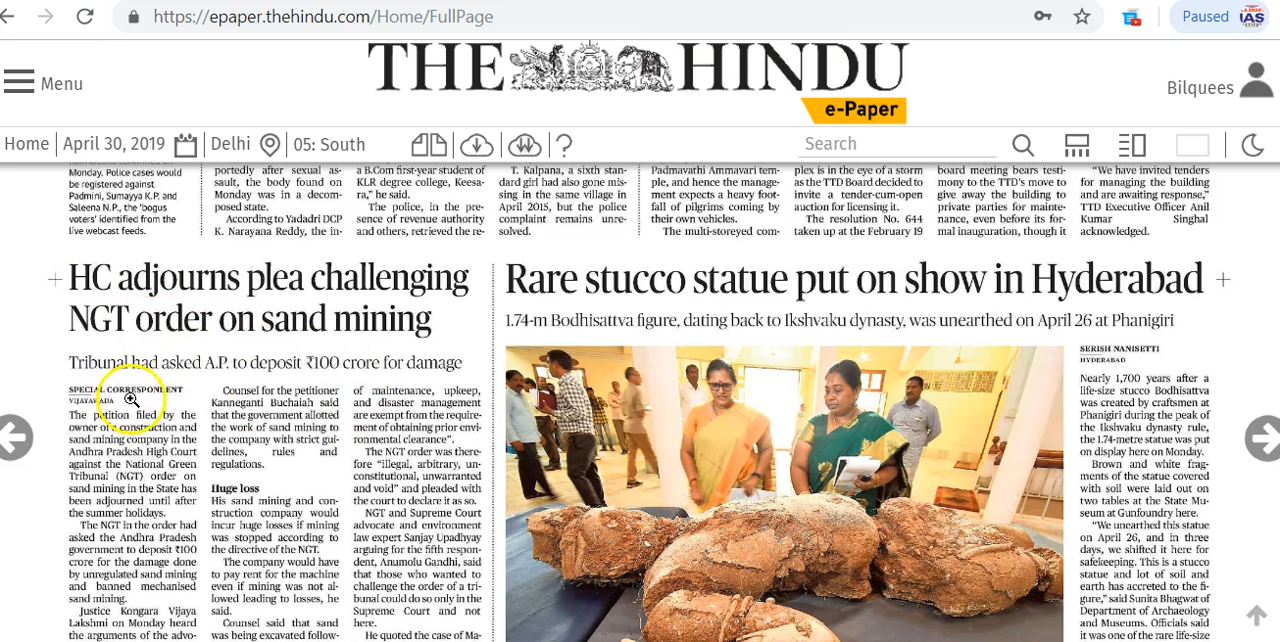 https://epaper.thehindu.com/Home/FullPage
Paused
IAS
THE HINDU
e-Paper
Menu
Bilquees
Home
April 30, 2019
Delhi
05: South
Search
Monday. Police cases would
be registered against
Padmini, Sumayya K.P. and
Saleena N.P., the 'bogus
voters' identified from the
live webcast feeds.
portedly after sexual as-
sault, the body found on
Monday was in a decom-
posed state.
According to Yadadri DCP
K. Narayana Reddy, the in-
a B.Com first-year student of
KLR degree college, Keesa-
ra," he said.
The police, in the pre-
sence of revenue authority
and others, retrieved the re-
T. Kalpana, a sixth stan-
dard girl had also gone mis-
sing in the same village in
April 2015, but the police
complaint remains unre-
solved.
Padmavathi Ammavari tem-
ple, and hence the manage-
ment expects a heavy foot-
fall of pilgrims coming by
their own vehicles.
The multi-storeyed com-
plex is in the eye of a storm
as the TTD Board decided to
invite a tender-cum-open
auction for licensing it.
The resolution No. 644
taken up at the February 19
board meeting bears testi-
mony to the TTD's move to
give away the building to
private parties for mainte-
nance, even before its for-
mal inauguration, though it
"We have invited tenders
for managing the building
and are awaiting response,"
TTD Executive Officer Anil
Kumar Singhal
acknowledged.
HC adjourns plea challenging
NGT order on sand mining
Tribunal had asked A.P. to deposit ₹100 crore for damage
SPECIAL CORRESPONDENT
VIJAYAWADA
The petition filed by the
owner of a construction and
sand mining company in the
Andhra Pradesh High Court
against the National Green
Tribunal (NGT) order on
sand mining in the State has
been adjourned until after
the summer holidays.
The NGT in the order had
asked the Andhra Pradesh
government to deposit ₹100
crore for the damage done
by unregulated sand mining
and banned mechanised
sand mining.
Justice Kongara Vijaya
Lakshmi on Monday heard
the arguments of the advo-
Counsel for the petitioner
Kanneganti Buchaiah said
that the government allotted
the work of sand mining to
the company with strict gui-
delines, rules and
regulations.
Huge loss
His sand mining and con-
struction company would
incur huge losses if mining
was stopped according to
the directive of the NGT.
The company would have
to pay rent for the machine
even if mining was not al-
lowed leading to losses, he
said.
Counsel said that sand
was being excavated follow-
of maintenance, upkeep,
and disaster management
are exempt from the require-
ment of obtaining prior envi-
ronmental clearance".
The NGT order was there-
fore "illegal, arbitrary, un-
constitutional, unwarranted
and void" and pleaded with
the court to declare it as so.
NGT and Supreme Court
advocate and environment
law expert Sanjay Upadhyay
arguing for the fifth respon-
dent, Anumolu Gandhi, said
that those who wanted to
challenge the order of a tri-
bunal could do so only in the
Supreme Court and not
here.
He quoted the case of Ma-
Rare stucco statue put on show in Hyderabad
1.74-m Bodhisattva figure, dating back to Ikshvaku dynasty, was unearthed on April 26 at Phanigiri
SERISH NANISETTI
HYDERABAD
Nearly 1,700 years after a
life-size stucco Bodhisattva
was created by craftsmen at
Phanigiri during the peak of
the Ikshvaku dynasty rule,
the 1.74-metre statue was put
on display here on Monday.
Brown and white frag-
ments of the statue covered
with soil were laid out on
two tables at the State Mu-
seum at Gunfoundry here.
"We unearthed this statue
on April 26, and in three
days, we shifted it here for
safekeeping. This is a stucco
statue and lot of soil and
earth has accreted to the fi-
gure," said Sunita Bhagwat of
Department of Archaeology
and Museums. Officials said
it was one of the rare life-size